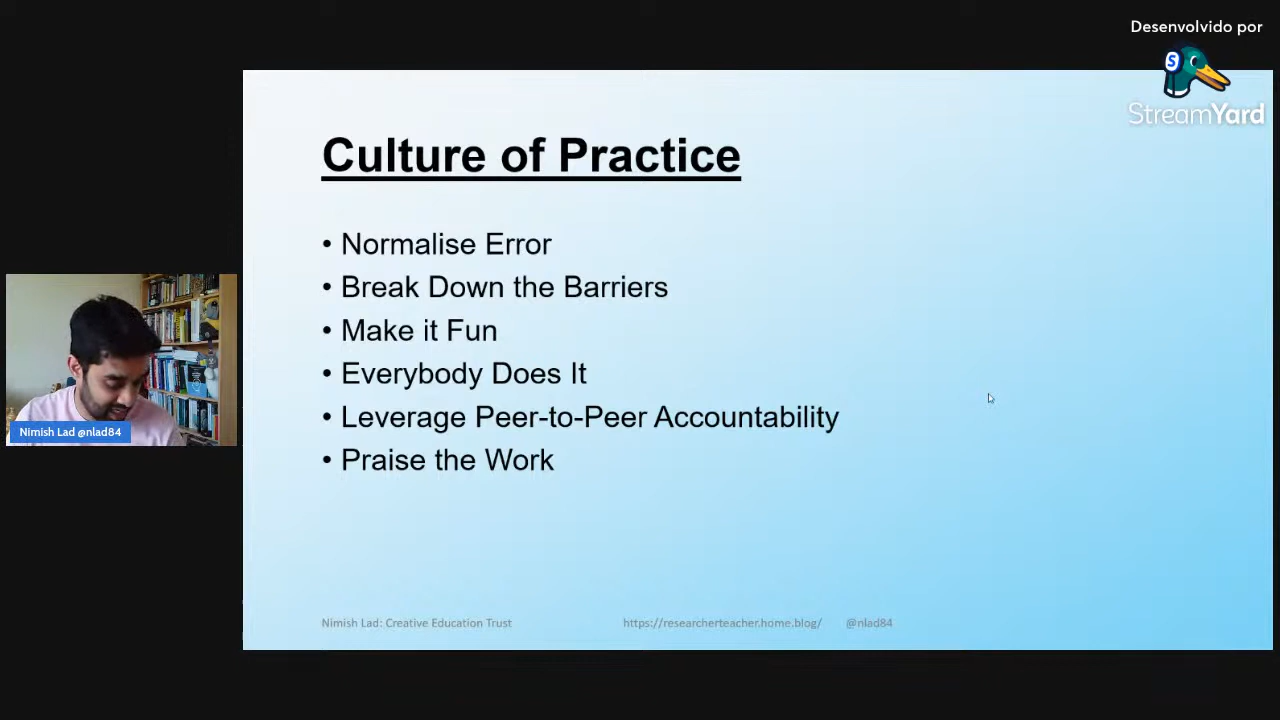 Desenvolvido por
S
StreamYard
Culture of Practice
• Normalise Error
• Break Down the Barriers
• Make it Fun
• Everybody Does It
• Leverage Peer-to-Peer Accountability
• Praise the Work
Nimish Lad @nlad84
Nimish Lad: Creative Education Trust https://researcherteacher.home.blog/ @nlad84